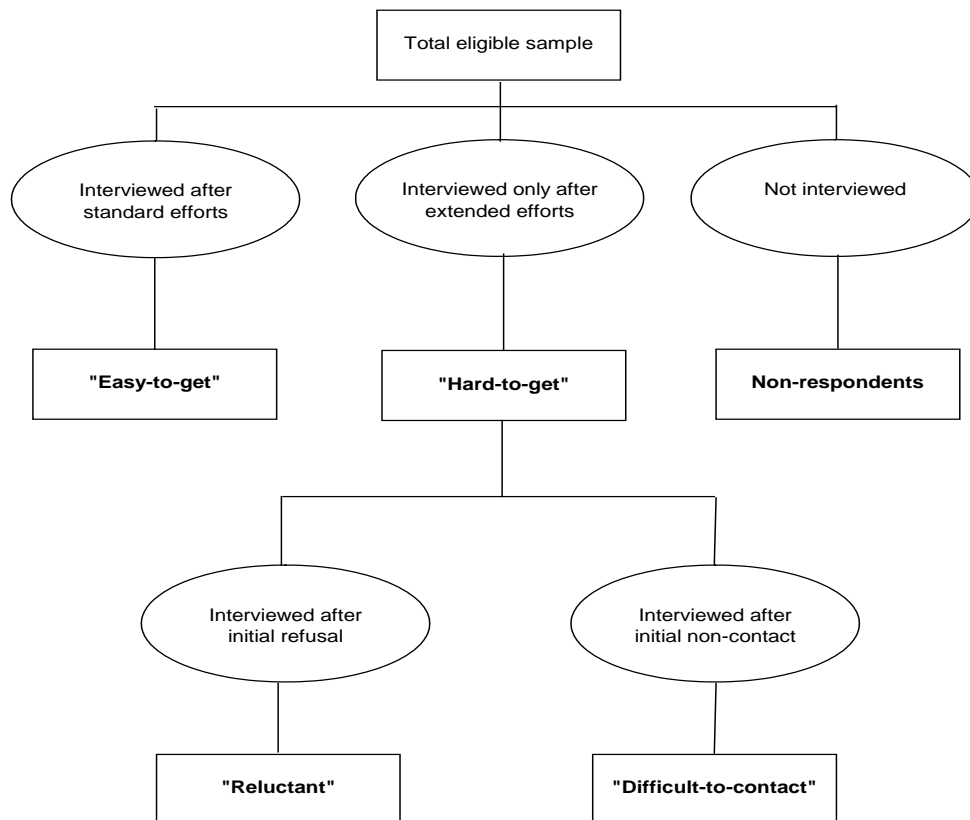 Total eligible sample
Interviewed after
standard efforts
Interviewed only after
extended efforts
Not interviewed
"Easy-to-get"
"Hard-to-get"
Non-respondents
Interviewed after
initial refusal
Interviewed after
initial non-contact
"Reluctant"
"Difficult-to-contact"